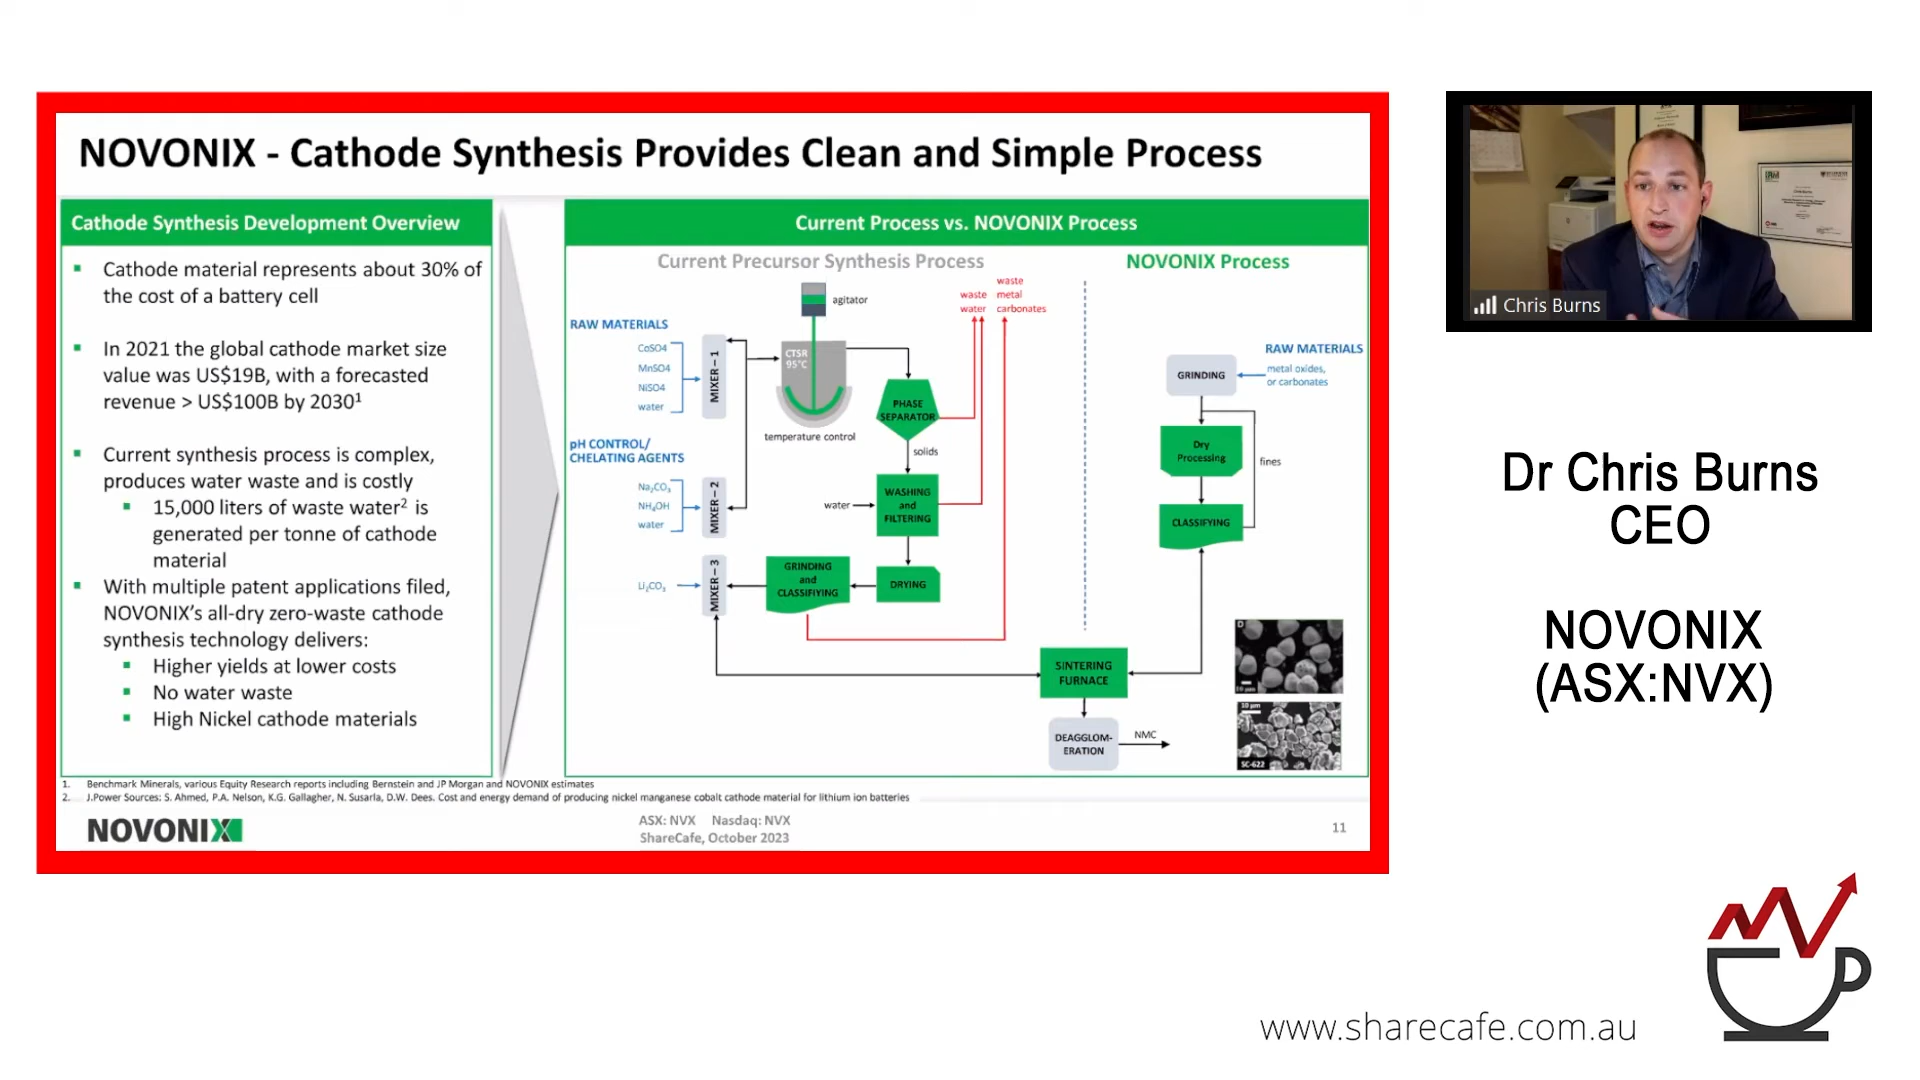 NOVONIX - Cathode Synthesis Provides Clean and Simple Process
Cathode Synthesis Development Overview
Cathode material represents about 30% of
the cost of a battery cell
In 2021 the global cathode market size
value was US$19B, with a forecasted
revenue > US$100B by 2030¹
Current synthesis process is complex,
produces water waste and is costly
15,000 liters of waste water² is
generated per tonne of cathode
material
With multiple patent applications filed,
NOVONIX's all-dry zero-waste cathode
synthesis technology delivers:
Higher yields at lower costs
No water waste
High Nickel cathode materials
Current Process vs. NOVONIX Process
Current Precursor Synthesis Process
RAW MATERIALS
CoSO4
MnSO4
NiSO4
water
MIXER – 1
agitator
CTSR
95°C
temperature control
waste
water
waste
metal
carbonates
PHASE
SEPARATOR
solids
pH CONTROL/
CHELATING AGENTS
Na₂CO₃
NH₄OH
water
MIXER – 2
water
WASHING
and
FILTERING
Li₂CO₃
MIXER – 3
GRINDING
and
CLASSIFIYING
DRYING
NOVONIX Process
RAW MATERIALS
metal oxides,
or carbonates
GRINDING
Dry
Processing
fines
CLASSIFYING
SINTERING
FURNACE
DEAGGLOM-
ERATION
NMC
10 µm
10 µm
SC-622
1. Benchmark Minerals, various Equity Research reports including Bernstein and JP Morgan and NOVONIX estimates
2. J.Power Sources: S. Ahmed, P.A. Nelson, K.G. Gallagher, N. Susarla, D.W. Dees. Cost and energy demand of producing nickel manganese cobalt cathode material for lithium ion batteries
NOVONIX
ASX: NVX Nasdaq: NVX
ShareCafe, October 2023
11
Chris Burns
Dr Chris Burns
CEO
NOVONIX
(ASX:NVX)
www.sharecafe.com.au